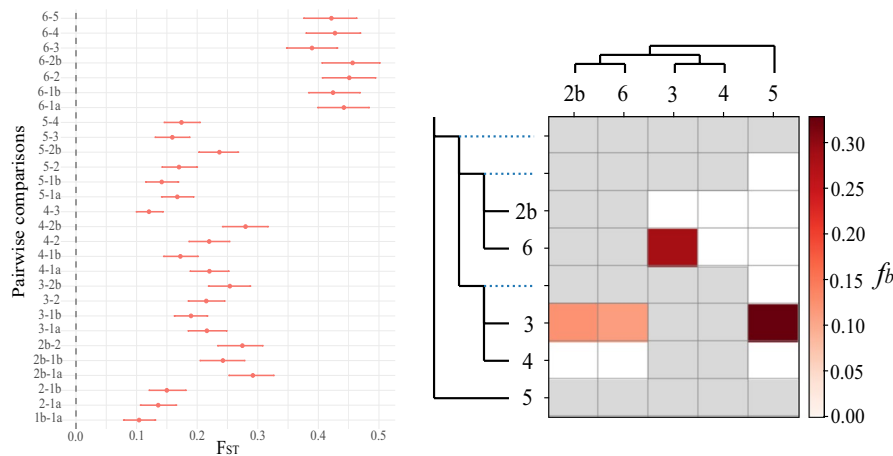 Pairwise comparisons
6-5
6-4
6-3
6-2b
6-2
6-1b
6-1a
5-4
5-3
5-2b
5-2
5-1b
5-1a
4-3
4-2b
4-2
4-1b
4-1a
3-2b
3-2
3-1b
3-1a
2b-2
2b-1b
2b-1a
2-1b
2-1a
1b-1a
0.0 0.1 0.2 0.3 0.4 0.5
FST
2b 6 3 4 5
2b
6
3
4
5
0.30
0.25
0.20
0.15
0.10
0.05
0.00
fb